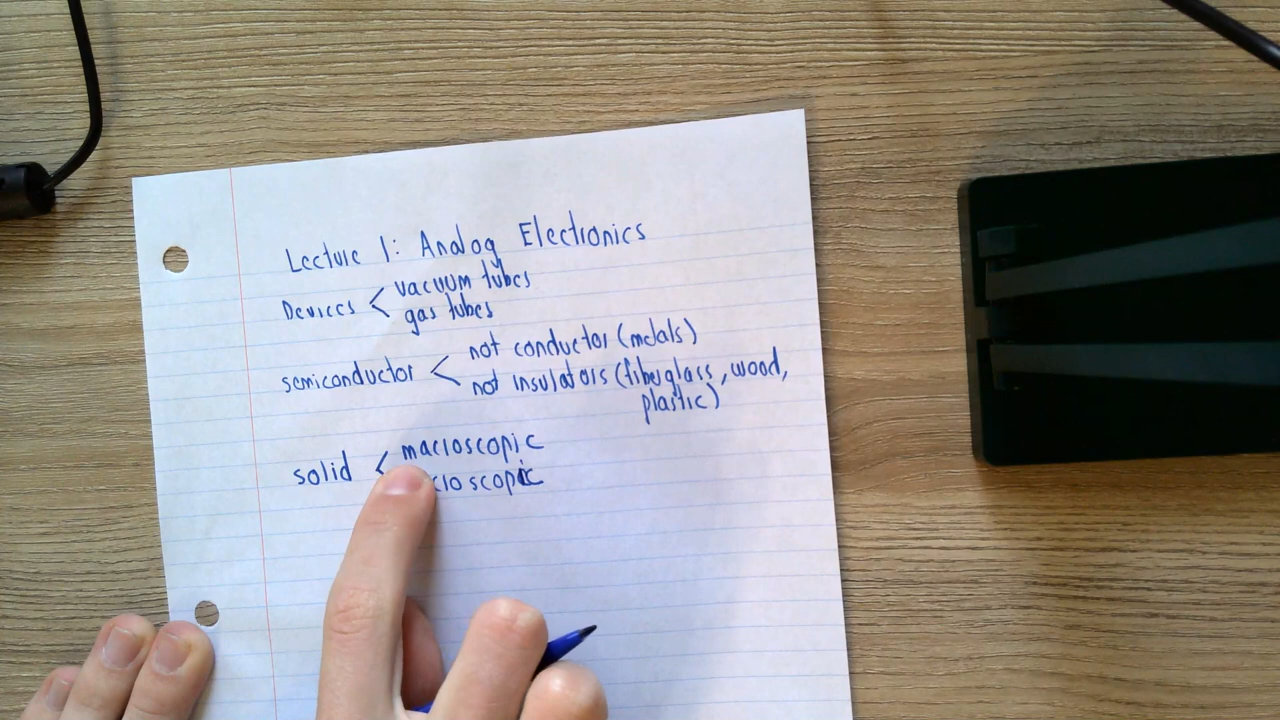 Lecture 1: Analog Electronics
Devices < vacuum tubes
gas tubes
semiconductor < not conductor (metals)
not insulators (fiberglass, wood,
plastic)
solid < macroscopic